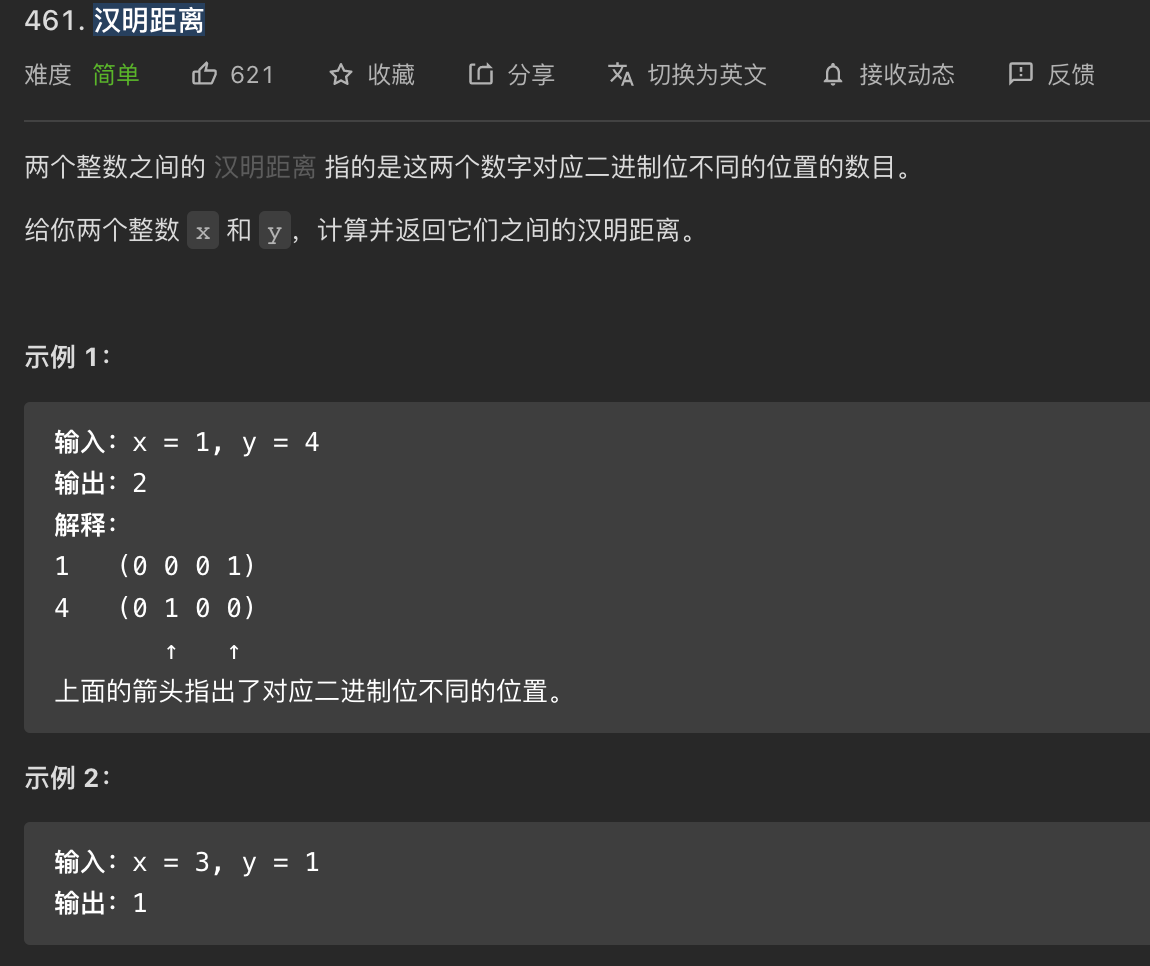 461. 汉明距离
难度 简单 621 收藏 分享 切换为英文 接收动态 反馈
两个整数之间的 汉明距离 指的是这两个数字对应二进制位不同的位置的数目。
给你两个整数 x 和 y，计算并返回它们之间的汉明距离。
示例 1：
输入：x = 1, y = 4
输出：2
解释：
1 (0 0 0 1)
4 (0 1 0 0)
↑ ↑
上面的箭头指出了对应二进制位不同的位置。
示例 2：
输入：x = 3, y = 1
输出：1